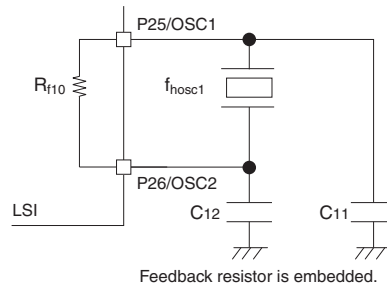 P25/OSC1
Rf10
fhosc1
P26/OSC2
LSI
C12
C11
Feedback resistor is embedded.